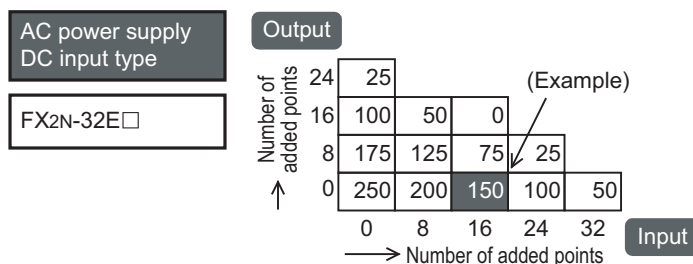 AC power supply
DC input type
FX2N-32E□
Output
Number of
added points
24 25
16 100 50 0
8 175 125 75 25
0 250 200 150 100 50
(Example)
0 8 16 24 32
Input
Number of added points